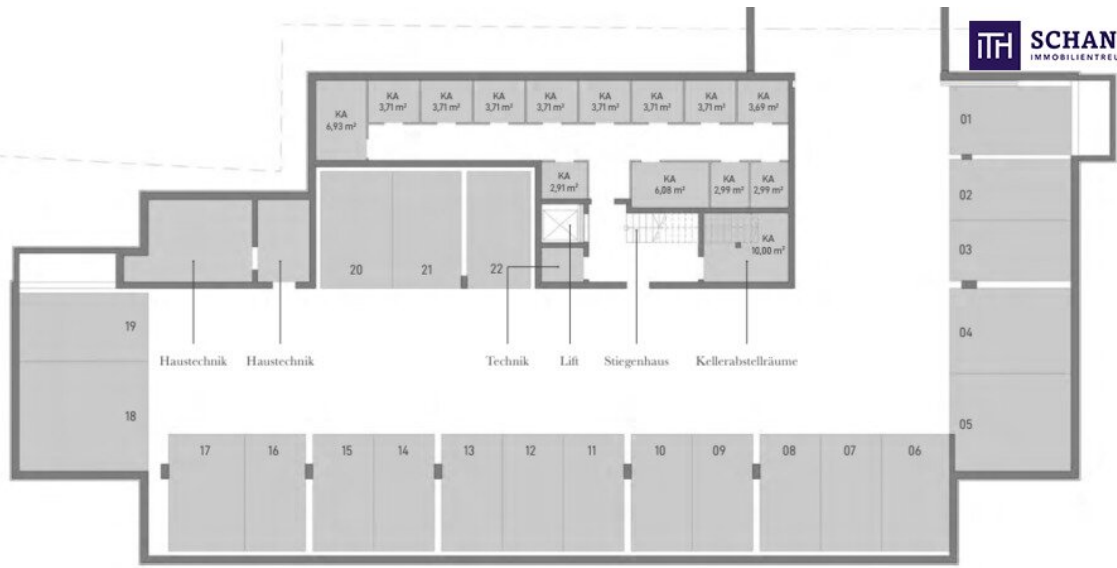 ITH SCHAN
IMMOBILIENTREU
KA
6,93 m²
KA
3,71 m²
KA
3,71 m²
KA
3,71 m²
KA
3,71 m²
KA
3,71 m²
KA
3,71 m²
KA
3,71 m²
KA
3,69 m²
KA
2,91 m²
KA
6,08 m²
KA
2,99 m²
KA
2,99 m²
KA
10,00 m²
01
02
03
04
05
20
21
22
19
18
Haustechnik
Haustechnik
Technik
Lift
Stiegenhaus
Kellerabstellräume
17
16
15
14
13
12
11
10
09
08
07
06